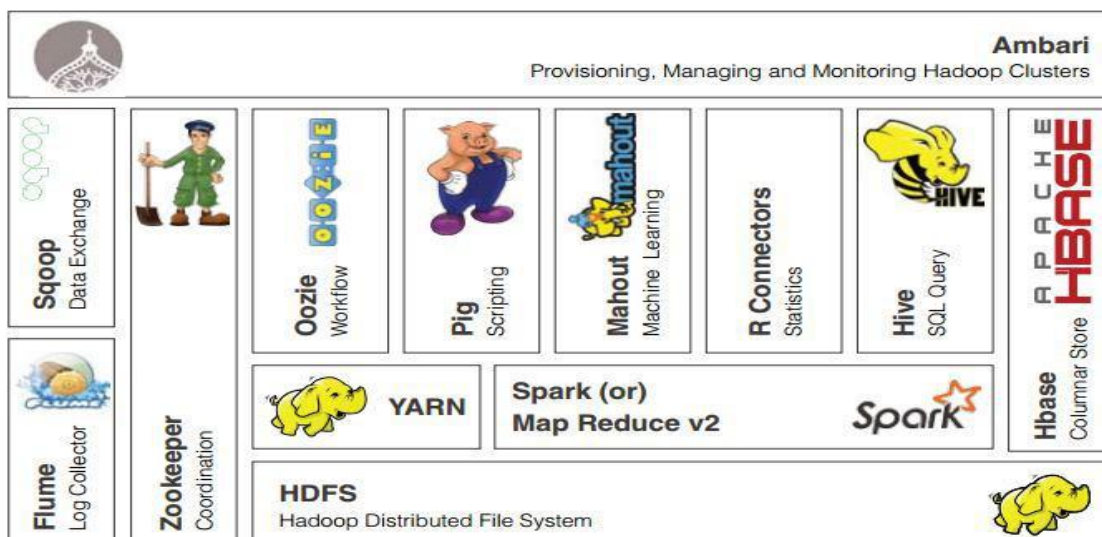 Ambari
Provisioning, Managing and Monitoring Hadoop Clusters
sqoop
Sqoop
Data Exchange
Flume
Log Collector
Zookeeper
Coordination
OOZIE
Oozie
Workflow
Pig
Scripting
mahout
Mahout
Machine Learning
R Connectors
Statistics
HIVE
Hive
SQL Query
APACHE
HBASE
Hbase
Columnar Store
YARN
Spark (or)
Map Reduce v2
Spark
HDFS
Hadoop Distributed File System